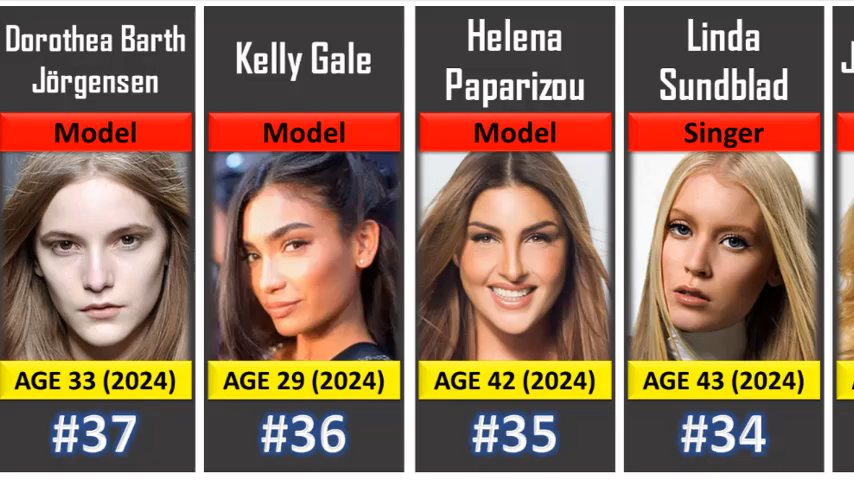 Dorothea Barth
Jörgensen
Model
AGE 33 (2024)
#37
Kelly Gale
Model
AGE 29 (2024)
#36
Helena
Paparizou
Model
AGE 42 (2024)
#35
Linda
Sundblad
Singer
AGE 43 (2024)
#34